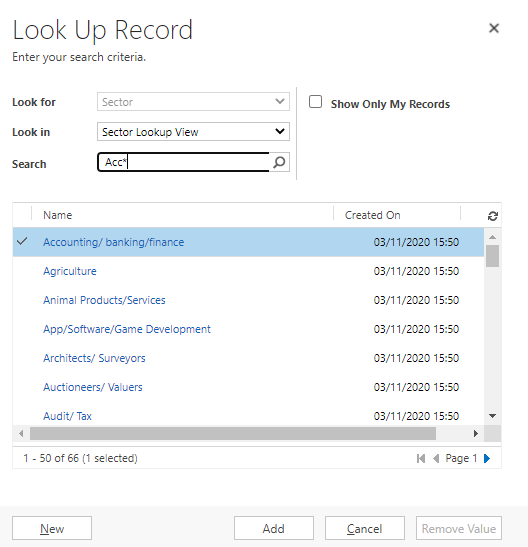 Look Up Record
Enter your search criteria.
Look for Sector
Show Only My Records
Look in Sector Lookup View
Search Acc*
Name Created On
Accounting/ banking/finance 03/11/2020 15:50
Agriculture 03/11/2020 15:50
Animal Products/Services 03/11/2020 15:50
App/Software/Game Development 03/11/2020 15:50
Architects/ Surveyors 03/11/2020 15:50
Auctioneers/ Valuers 03/11/2020 15:50
Audit/ Tax 03/11/2020 15:50
1 - 50 of 66 (1 selected) Page 1
New Add Cancel Remove Value